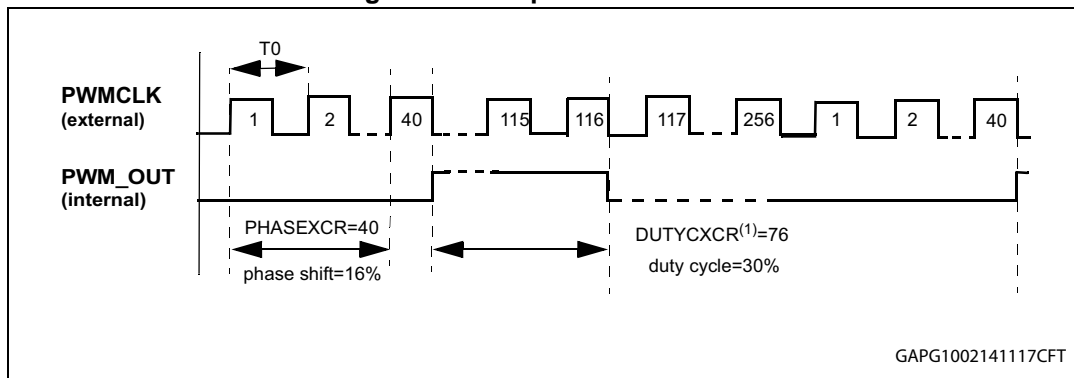 T0
PWMCLK
(external)
1 2 40 115 116 117 256 1 2 40
PWM_OUT
(internal)
PHASEXCR=40
phase shift=16%
DUTYCXCR(1)=76
duty cycle=30%
GAPG1002141117CFT